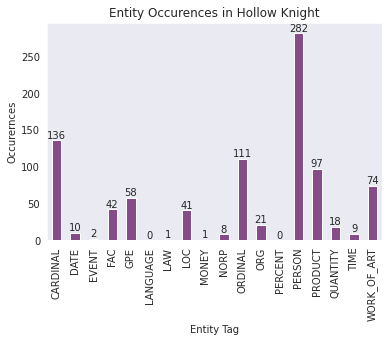 Entity Occurences in Hollow Knight
Occurernces
250
200
150
100
50
0
136
10
2
42
58
0
1
41
1
8
111
21
0
282
97
18
9
74
CARDINAL
DATE
EVENT
FAC
GPE
LANGUAGE
LAW
LOC
MONEY
NORP
ORDINAL
ORG
PERCENT
PERSON
PRODUCT
QUANTITY
TIME
WORK_OF_ART
Entity Tag